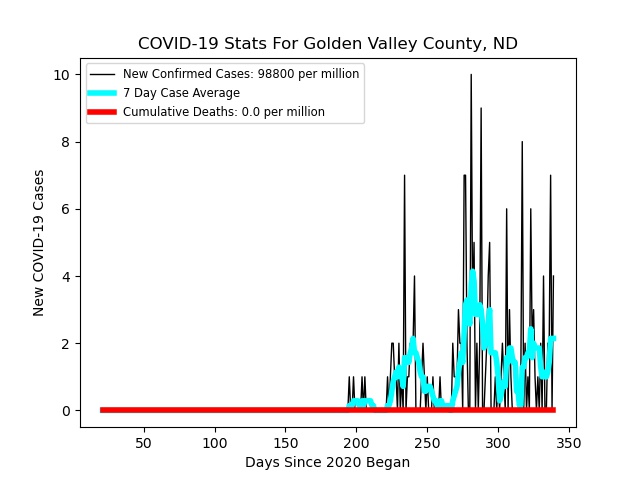 COVID-19 Stats For Golden Valley County, ND
New Confirmed Cases: 98800 per million
7 Day Case Average
Cumulative Deaths: 0.0 per million
New COVID-19 Cases
10
8
6
4
2
0
50 100 150 200 250 300 350
Days Since 2020 Began